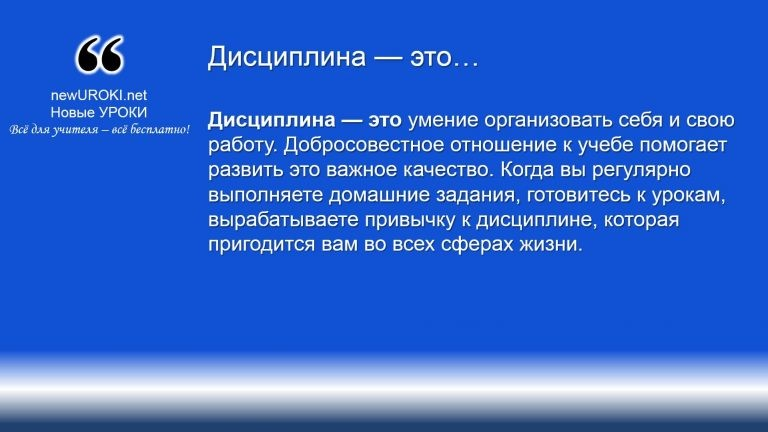 Дисциплина — это…
newUROKI.net
Новые УРОКИ
Всё для учителя – всё бесплатно!
Дисциплина — это умение организовать себя и свою
работу. Добросовестное отношение к учебе помогает
развить это важное качество. Когда вы регулярно
выполняете домашние задания, готовитесь к урокам,
вырабатываете привычку к дисциплине, которая
пригодится вам во всех сферах жизни.